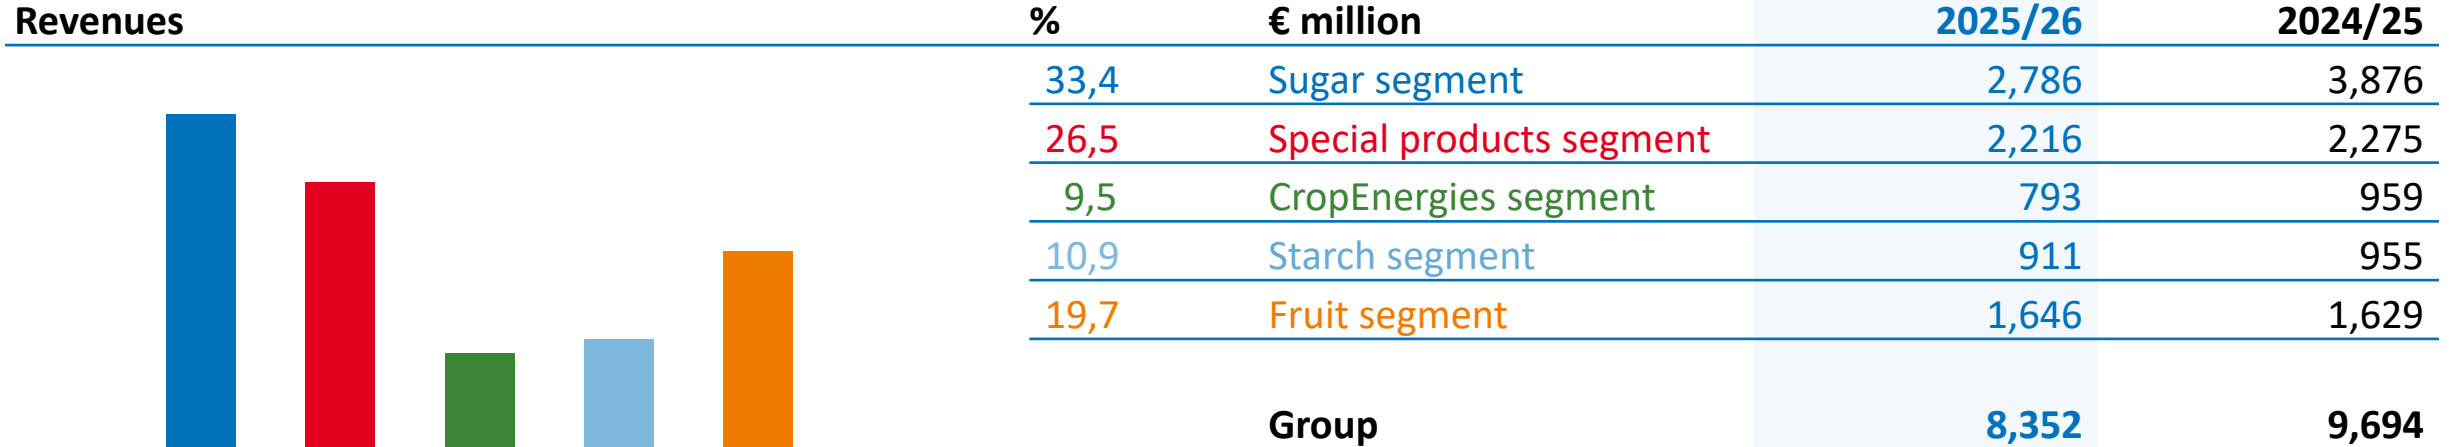 Revenues % € million 2025/26 2024/25
33,4 Sugar segment 2,786 3,876
26,5 Special products segment 2,216 2,275
9,5 CropEnergies segment 793 959
10,9 Starch segment 911 955
19,7 Fruit segment 1,646 1,629
Group 8,352 9,694